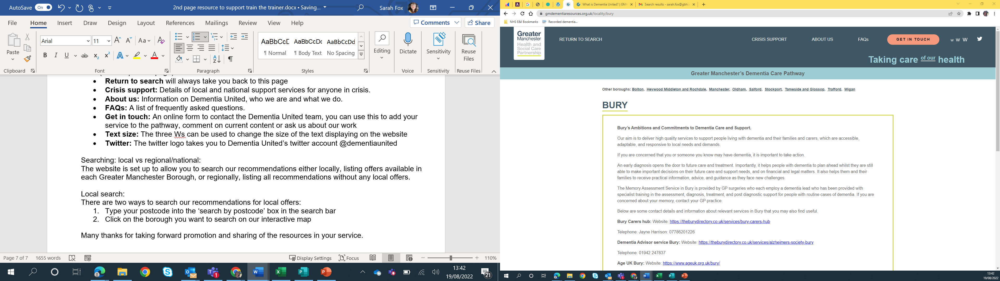 AutoSave On
2nd page resource to support train the trainer.docx • Saving...
Sarah Fox
File Home Insert Draw Design Layout References Mailings Review View Help
Comments Share
Paste
Arial 11
Aa
B I U ab x2 x2 A A
AaBbCcD AaBbCcDc AaBbCcDd
¶ Normal ¶ Body Text No Spacing
Editing Dictate Sensitivity Reuse Files
Clipboard Font Paragraph Styles Voice Sensitivity Reuse Files
• Return to search will always take you back to this page
• Crisis support: Details of local and national support services for anyone in crisis.
• About us: Information on Dementia United, who we are and what we do.
• FAQs: A list of frequently asked questions.
• Get in touch: An online form to contact the Dementia United team, you can use this to add your
service to the pathway, comment on current content or ask us about our work
• Text size: The three Ws can be used to change the size of the text displaying on the website
• Twitter: The twitter logo takes you to Dementia United's twitter account @dementiaunited
Searching: local vs regional/national:
The website is set up to allow you to search our recommendations either locally, listing offers available in
each Greater Manchester Borough, or regionally, listing all recommendations without any local offers.
Local search:
There are two ways to search our recommendations for local offers:
1. Type your postcode into the ‘search by postcode’ box in the search bar
2. Click on the borough you want to search on our interactive map
Many thanks for taking forward promotion and sharing of the resources in your service.
Page 7 of 7 1655 words Display Settings Focus 110%
13:42
19/08/2022
21
What is Dementia United? | GMH Search results - sarah.fox@gbhi
gmdementiaresources.org.uk/locality/bury
NHS E&I Bookmarks Recorded dementia...
Greater
Manchester
Health and
Social Care
Partnership
RETURN TO SEARCH CRISIS SUPPORT ABOUT US FAQs GET IN TOUCH W W W
Taking care of our health
Greater Manchester's Dementia Care Pathway
Other boroughs: Bolton, Heywood Middleton and Rochdale, Manchester, Oldham, Salford, Stockport, Tameside and Glossop, Trafford, Wigan
BURY
Bury's Ambitions and Commitments to Dementia Care and Support.
Our aim is to deliver high quality services to support people living with dementia and their families and carers, which are accessible,
adaptable, and responsive to local needs and demands.
If you are concerned that you or someone you know may have dementia, it is important to take action.
An early diagnosis opens the door to future care and treatment. Importantly, it helps people with dementia to plan ahead whilst they are still
able to make important decisions on their future care and support needs, and on financial and legal matters. It also helps them and their
families to receive practical information, advice, and guidance as they face new challenges.
The Memory Assessment Service in Bury is provided by GP surgeries who each employ a dementia lead who has been provided with
specialist training in the assessment, diagnosis, treatment, and post diagnostic support for people with routine cases of dementia. If you are
concerned about your memory, contact your GP practice.
Below are some contact details and information about relevant services in Bury that you may also find useful.
Bury Carers hub: Website: https://theburydirectory.co.uk/services/bury-carers-hub
Telephone: Jayne Harrison: 07786201226
Dementia Advisor service Bury: Website: https://theburydirectory.co.uk/services/alzheimers-society-bury
Telephone: 01942 247837
Age UK Bury: Website: https://www.ageuk.org.uk/bury/
13:42
19/08/2022